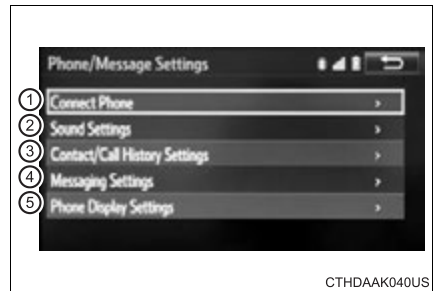 Phone/Message Settings
1 Connect Phone
2 Sound Settings
3 Contact/Call History Settings
4 Messaging Settings
5 Phone Display Settings
CTHDAAK040US